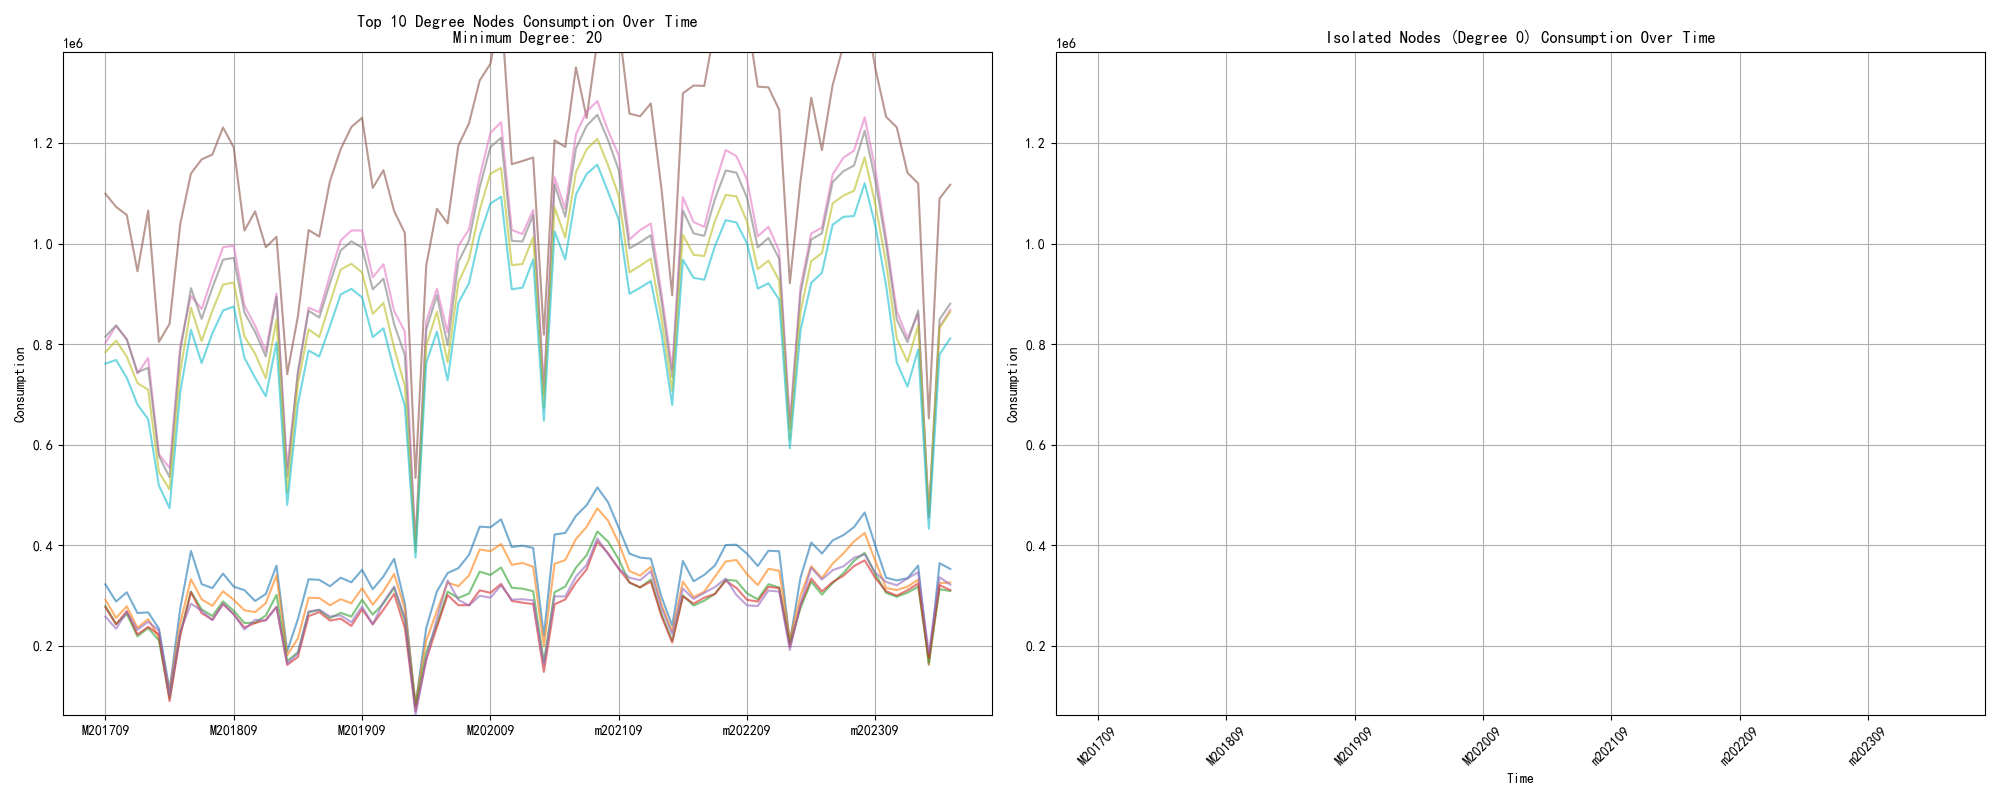 Top 10 Degree Nodes Consumption Over Time
Minimum Degree: 20
1e6
1.2
1.0
0.8
0.6
0.4
0.2
Consumption
M201709
M201809
M201909
M202009
m202109
m202209
m202309
Isolated Nodes (Degree 0) Consumption Over Time
1e6
1.2
1.0
0.8
0.6
0.4
0.2
Consumption
M201709
M201809
M201909
M202009
m202109
m202209
m202309
Time